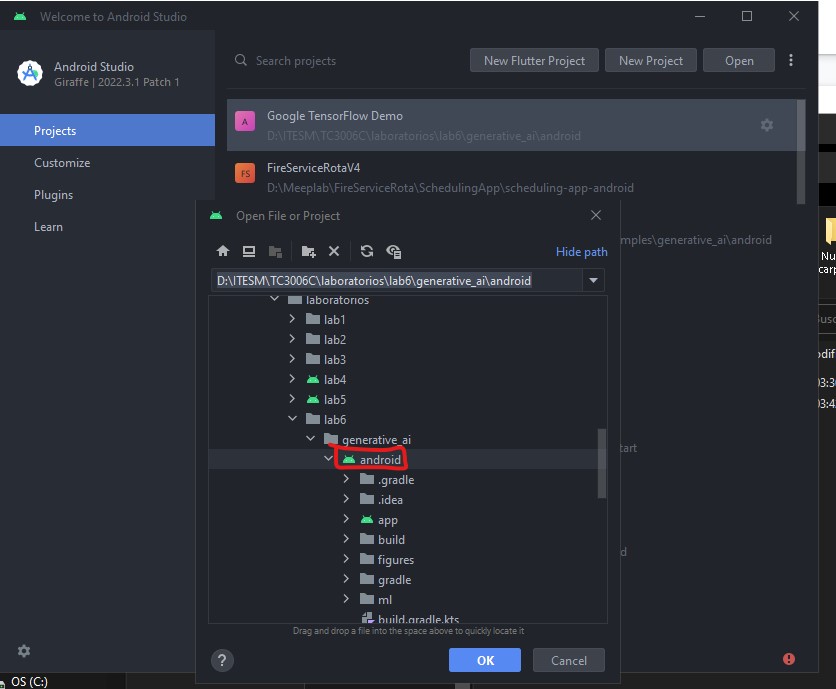 Welcome to Android Studio
Android Studio
Giraffe | 2022.3.1 Patch 1
Search projects
New Flutter Project
New Project
Open
Projects
Customize
Plugins
Learn
A
Google TensorFlow Demo
D:\ITESM\TC3006C\laboratorios\lab6\generative_ai\android
FS
FireServiceRotaV4
D:\Meeplab\FireServiceRota\SchedulingApp\scheduling-app-android
mples\generative_ai\android
Open File or Project
Hide path
D:\ITESM\TC3006C\laboratorios\lab6\generative_ai\android
laboratorios
lab1
lab2
lab3
lab4
lab5
lab6
generative_ai
android
.gradle
.idea
app
build
figures
gradle
ml
build.gradle.kts
Drag and drop a file into the space above to quickly locate it
?
OK
Cancel
tart
d
Nu
carp
Busc
odif
03:3
03:4
OS (C:)